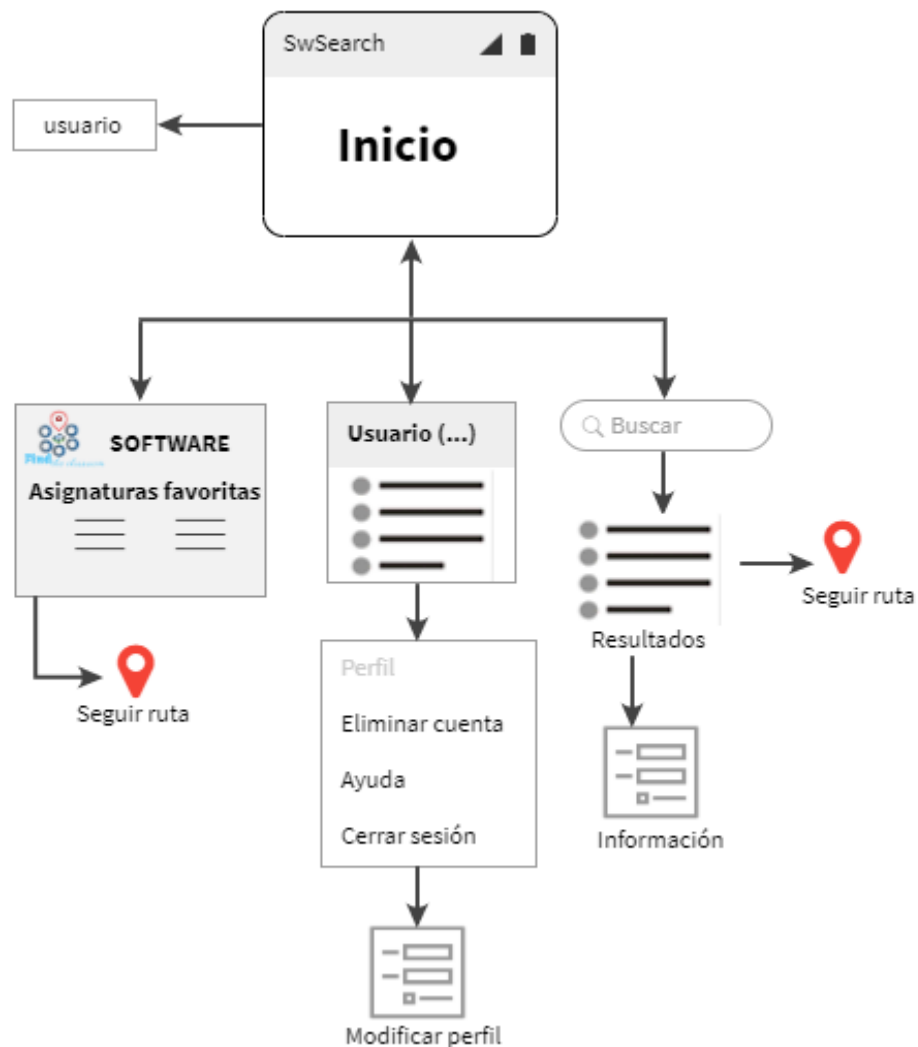 SwSearch
usuario
Inicio
SOFTWARE
Asignaturas favoritas
Seguir ruta
Usuario (...)
Perfil
Eliminar cuenta
Ayuda
Cerrar sesión
Modificar perfil
Buscar
Resultados
Seguir ruta
Información